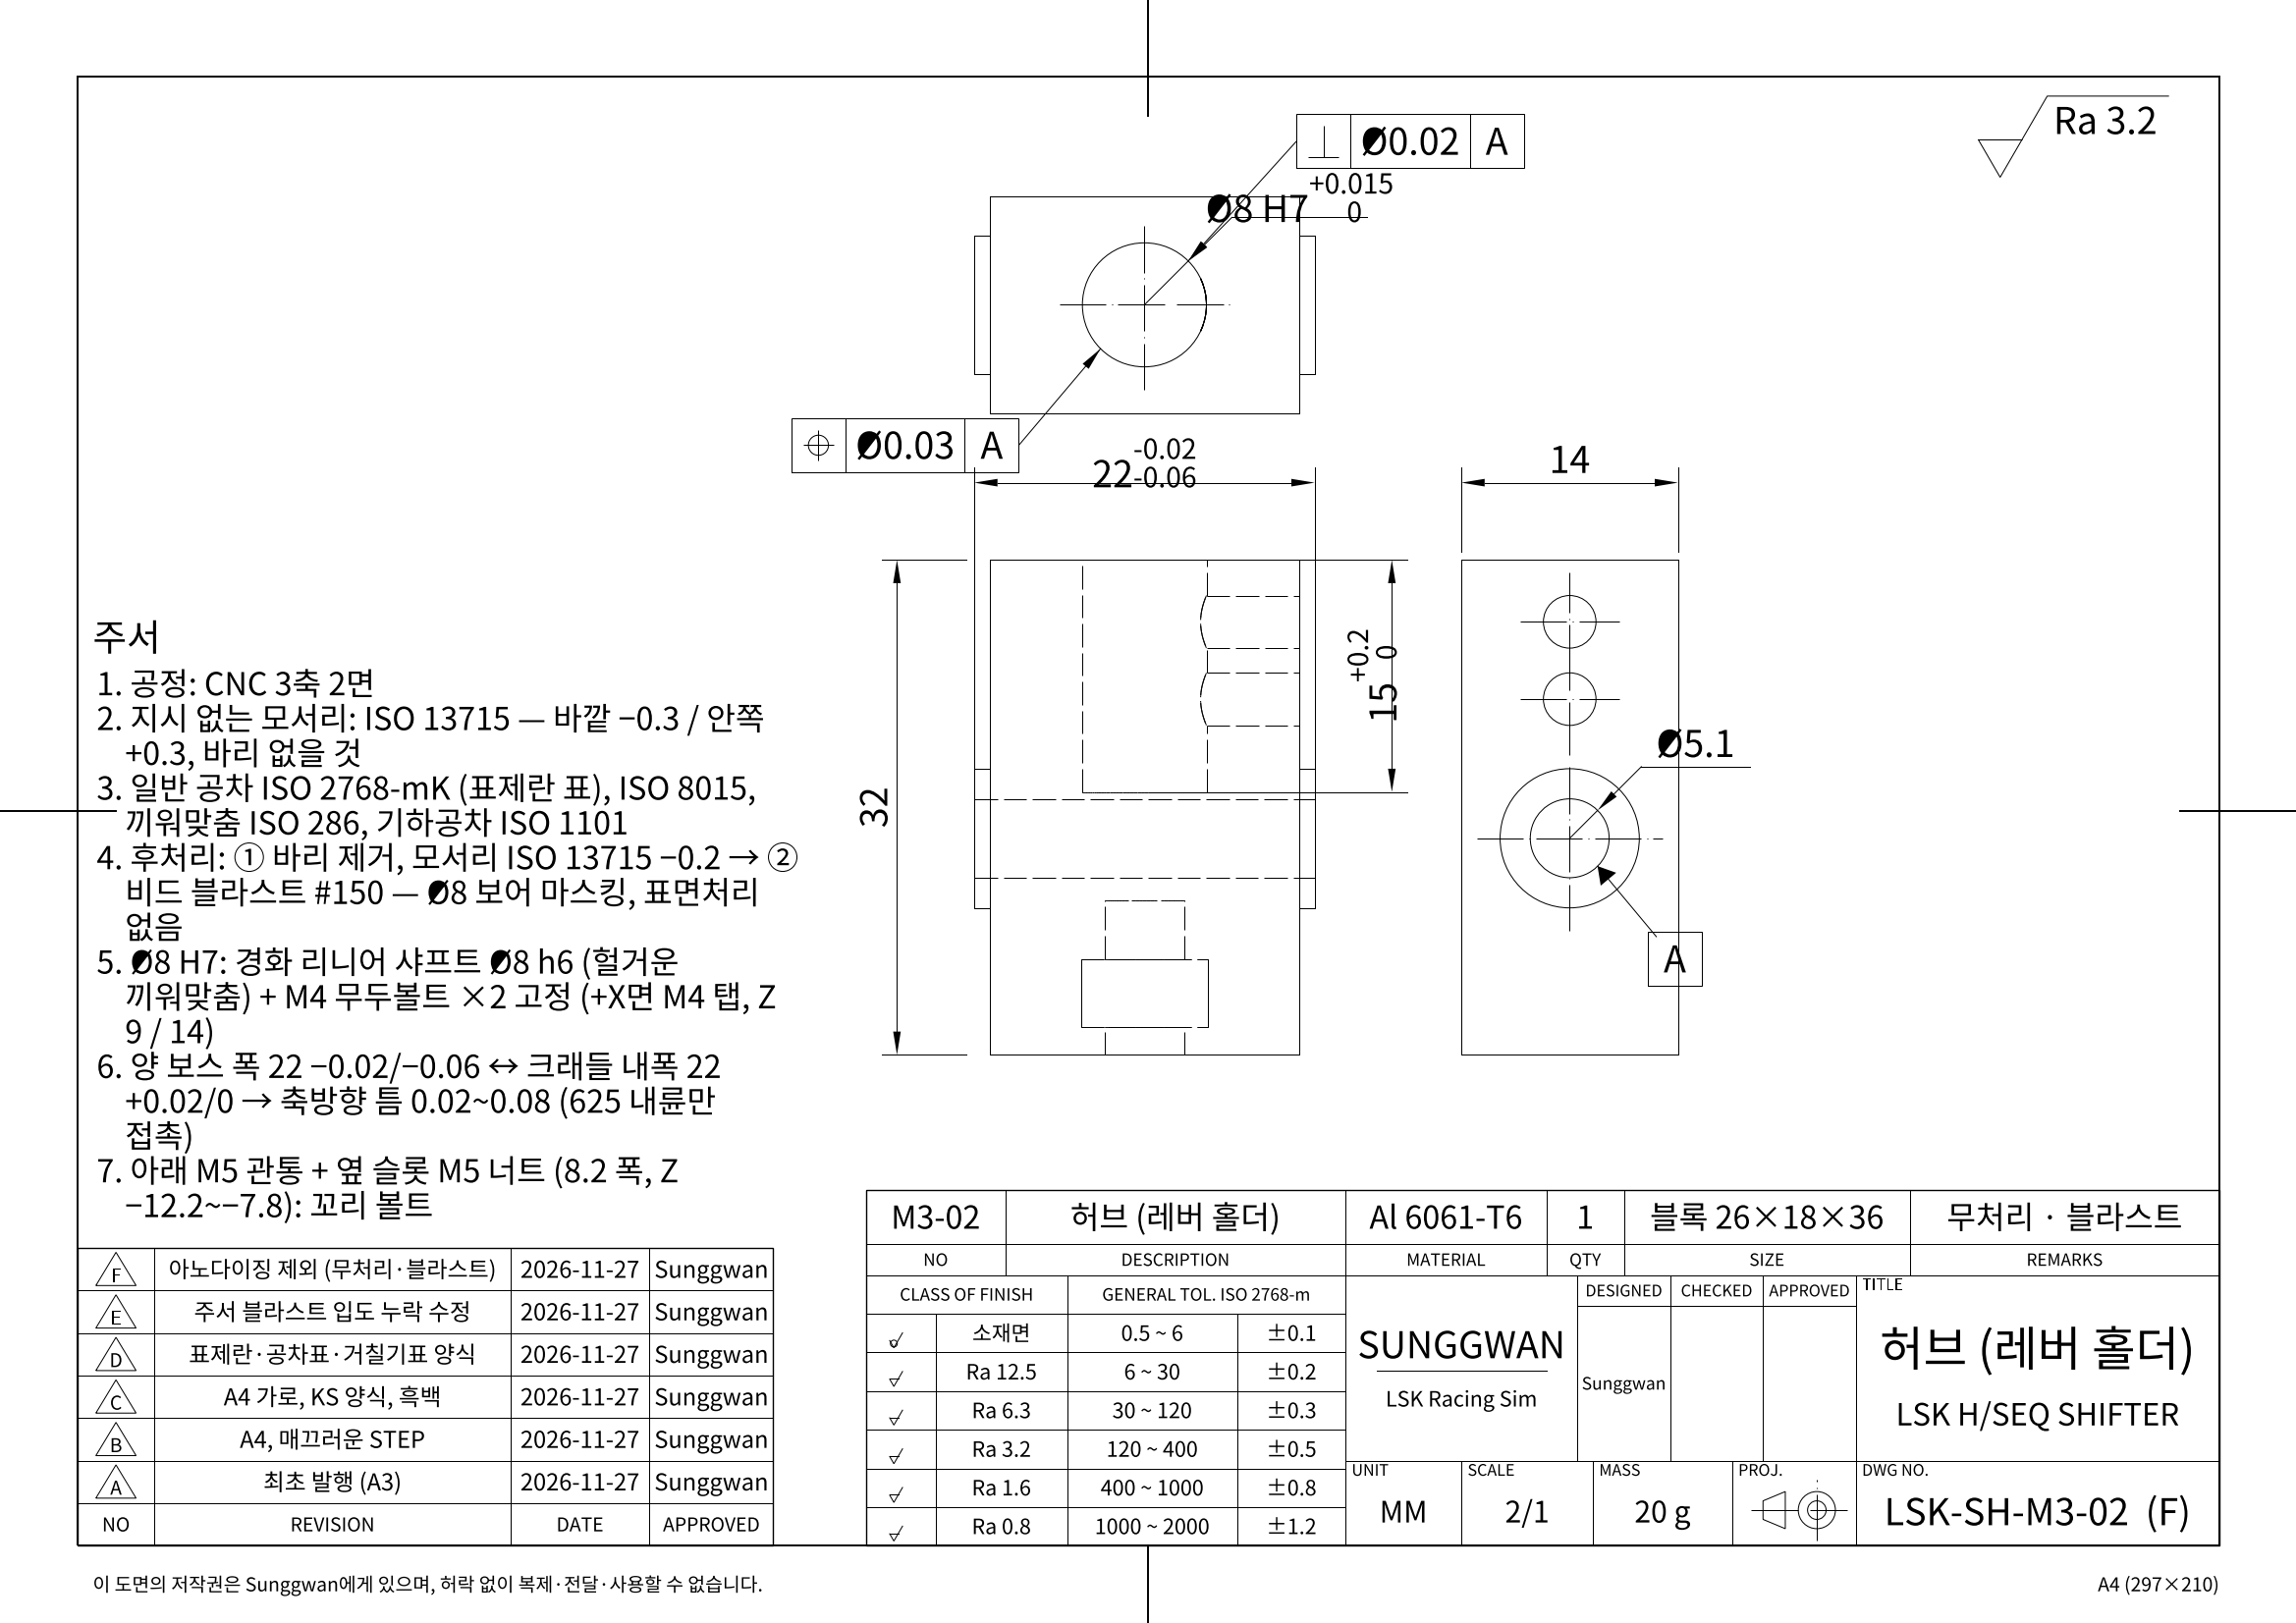 Ra 3.2
⊥ Ø0.02 A
Ø8 H7 +0.015 0
⌖ Ø0.03 A
22 -0.02 -0.06
14
32
15 +0.2 0
Ø5.1
A
주서
1. 공정: CNC 3축 2면
2. 지시 없는 모서리: ISO 13715 — 바깥 −0.3 / 안쪽
+0.3, 바리 없을 것
3. 일반 공차 ISO 2768-mK (표제란 표), ISO 8015,
끼워맞춤 ISO 286, 기하공차 ISO 1101
4. 후처리: ① 바리 제거, 모서리 ISO 13715 −0.2 → ②
비드 블라스트 #150 — Ø8 보어 마스킹, 표면처리
없음
5. Ø8 H7: 경화 리니어 샤프트 Ø8 h6 (헐거운
끼워맞춤) + M4 무두볼트 ×2 고정 (+X면 M4 탭, Z
9 / 14)
6. 양 보스 폭 22 −0.02/−0.06 ↔ 크래들 내폭 22
+0.02/0 → 축방향 틈 0.02~0.08 (625 내륜만
접촉)
7. 아래 M5 관통 + 옆 슬롯 M5 너트 (8.2 폭, Z
−12.2~−7.8): 꼬리 볼트
F 아노다이징 제외 (무처리·블라스트) 2026-11-27 Sunggwan
E 주서 블라스트 입도 누락 수정 2026-11-27 Sunggwan
D 표제란·공차표·거칠기표 양식 2026-11-27 Sunggwan
C A4 가로, KS 양식, 흑백 2026-11-27 Sunggwan
B A4, 매끄러운 STEP 2026-11-27 Sunggwan
A 최초 발행 (A3) 2026-11-27 Sunggwan
NO REVISION DATE APPROVED
M3-02 허브 (레버 홀더) Al 6061-T6 1 블록 26×18×36 무처리 · 블라스트
NO DESCRIPTION MATERIAL QTY SIZE REMARKS
CLASS OF FINISH GENERAL TOL. ISO 2768-m
소재면 0.5 ~ 6 ±0.1
Ra 12.5 6 ~ 30 ±0.2
Ra 6.3 30 ~ 120 ±0.3
Ra 3.2 120 ~ 400 ±0.5
Ra 1.6 400 ~ 1000 ±0.8
Ra 0.8 1000 ~ 2000 ±1.2
SUNGGWAN
LSK Racing Sim
DESIGNED CHECKED APPROVED
Sunggwan
TITLE
허브 (레버 홀더)
LSK H/SEQ SHIFTER
UNIT SCALE MASS PROJ. DWG NO.
MM 2/1 20 g LSK-SH-M3-02 (F)
이 도면의 저작권은 Sunggwan에게 있으며, 허락 없이 복제·전달·사용할 수 없습니다.
A4 (297×210)